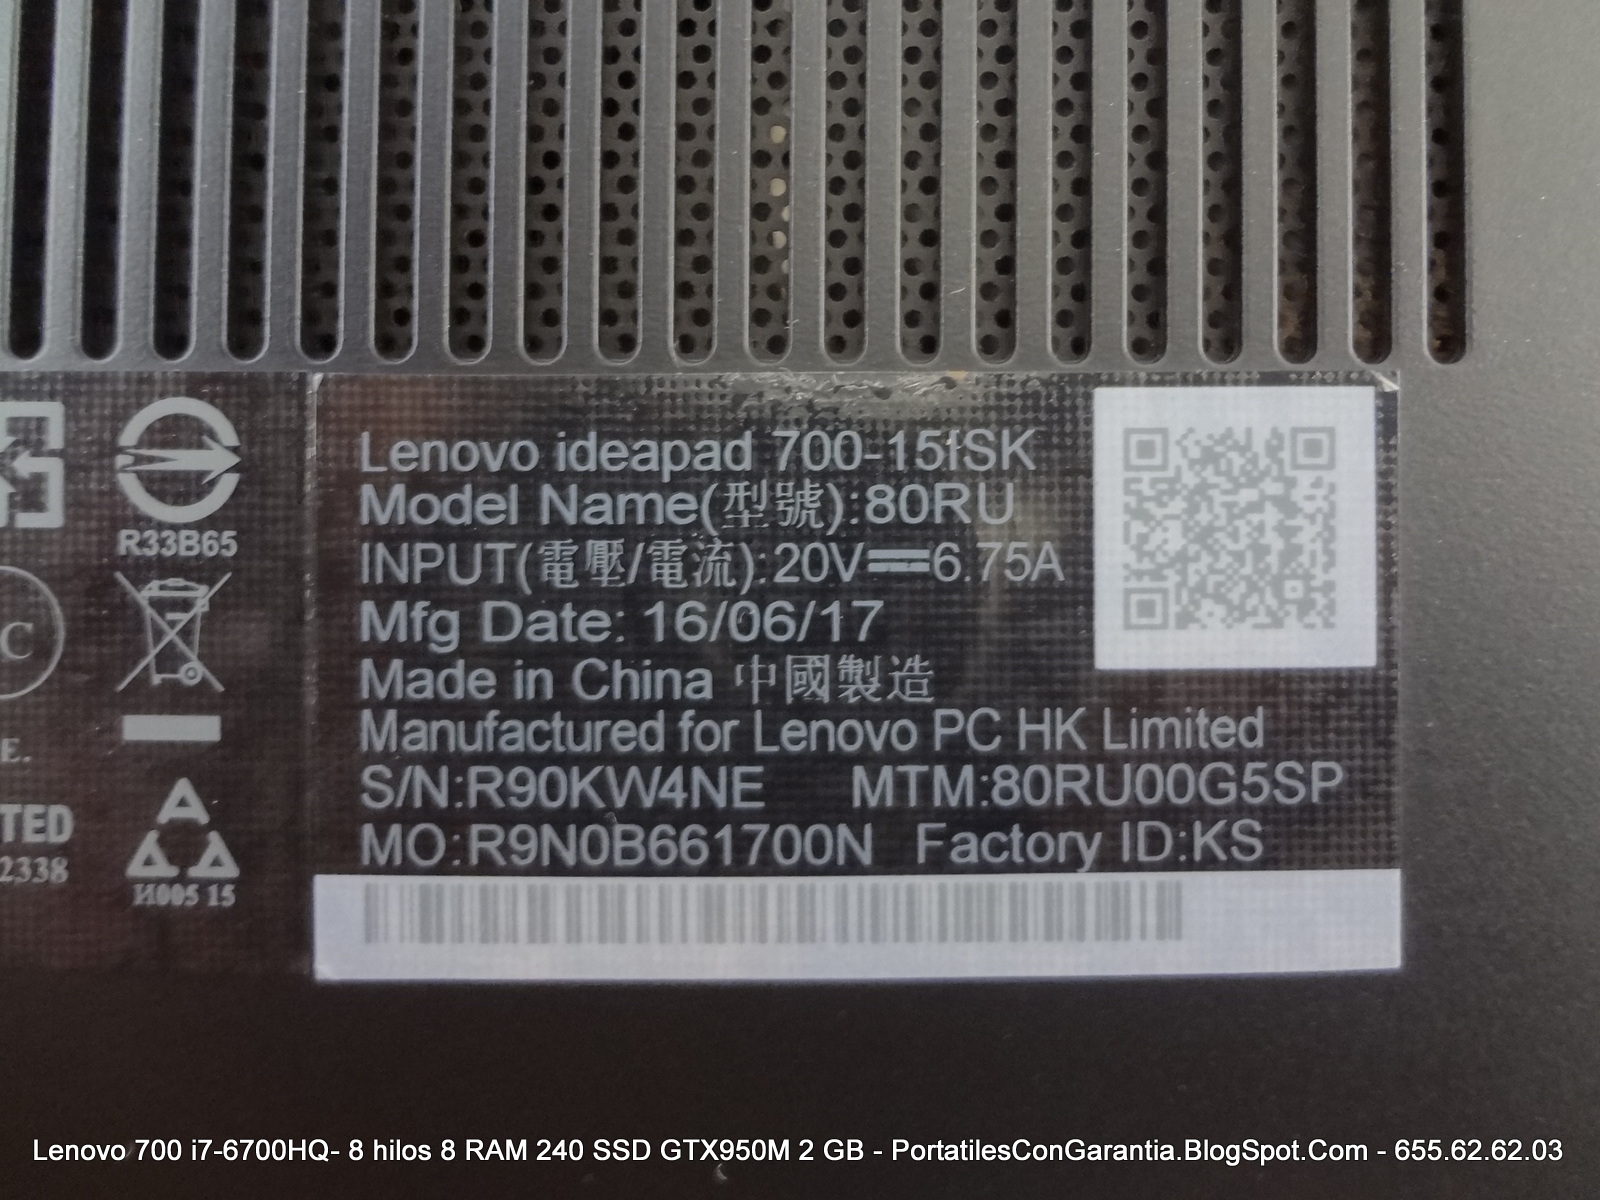 R33B65
C
E.
TED
2338
И005 15
Lenovo ideapad 700-15ISK
Model Name(型號):80RU
INPUT(電壓/電流):20V⎓6.75A
Mfg Date: 16/06/17
Made in China 中國製造
Manufactured for Lenovo PC HK Limited
S/N:R90KW4NE MTM:80RU00G5SP
MO:R9N0B661700N Factory ID:KS
Lenovo 700 i7-6700HQ- 8 hilos 8 RAM 240 SSD GTX950M 2 GB - PortatilesConGarantia.BlogSpot.Com - 655.62.62.03